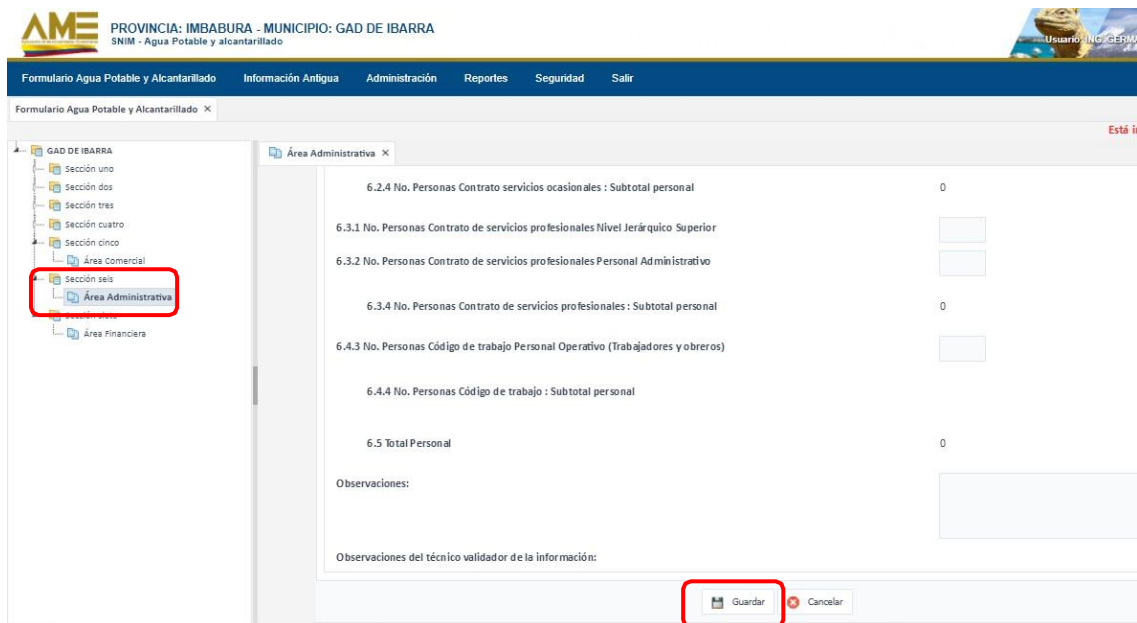 AME
PROVINCIA: IMBABURA - MUNICIPIO: GAD DE IBARRA
SNIM - Agua Potable y alcantarillado
Usuario: ING. GERMA
Formulario Agua Potable y Alcantarillado Información Antigua Administración Reportes Seguridad Salir
Formulario Agua Potable y Alcantarillado X
Está i
GAD DE IBARRA
Sección uno
Sección dos
Sección tres
Sección cuatro
Sección cinco
Área Comercial
Sección seis
Área Administrativa
Área Financiera
Área Administrativa X
6.2.4 No. Personas Contrato servicios ocasionales : Subtotal personal 0
6.3.1 No. Personas Contrato de servicios profesionales Nivel Jerárquico Superior
6.3.2 No. Personas Contrato de servicios profesionales Personal Administrativo
6.3.4 No. Personas Contrato de servicios profesionales : Subtotal personal 0
6.4.3 No. Personas Código de trabajo Personal Operativo (Trabajadores y obreros)
6.4.4 No. Personas Código de trabajo : Subtotal personal
6.5 Total Personal 0
Observaciones:
Observaciones del técnico validador de la información:
Guardar Cancelar